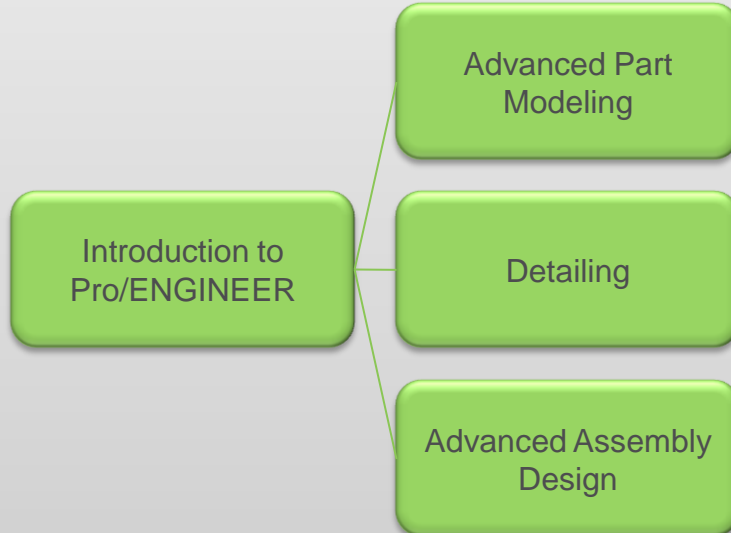 Advanced Part
Modeling
Introduction to
Pro/ENGINEER
Detailing
Advanced Assembly
Design